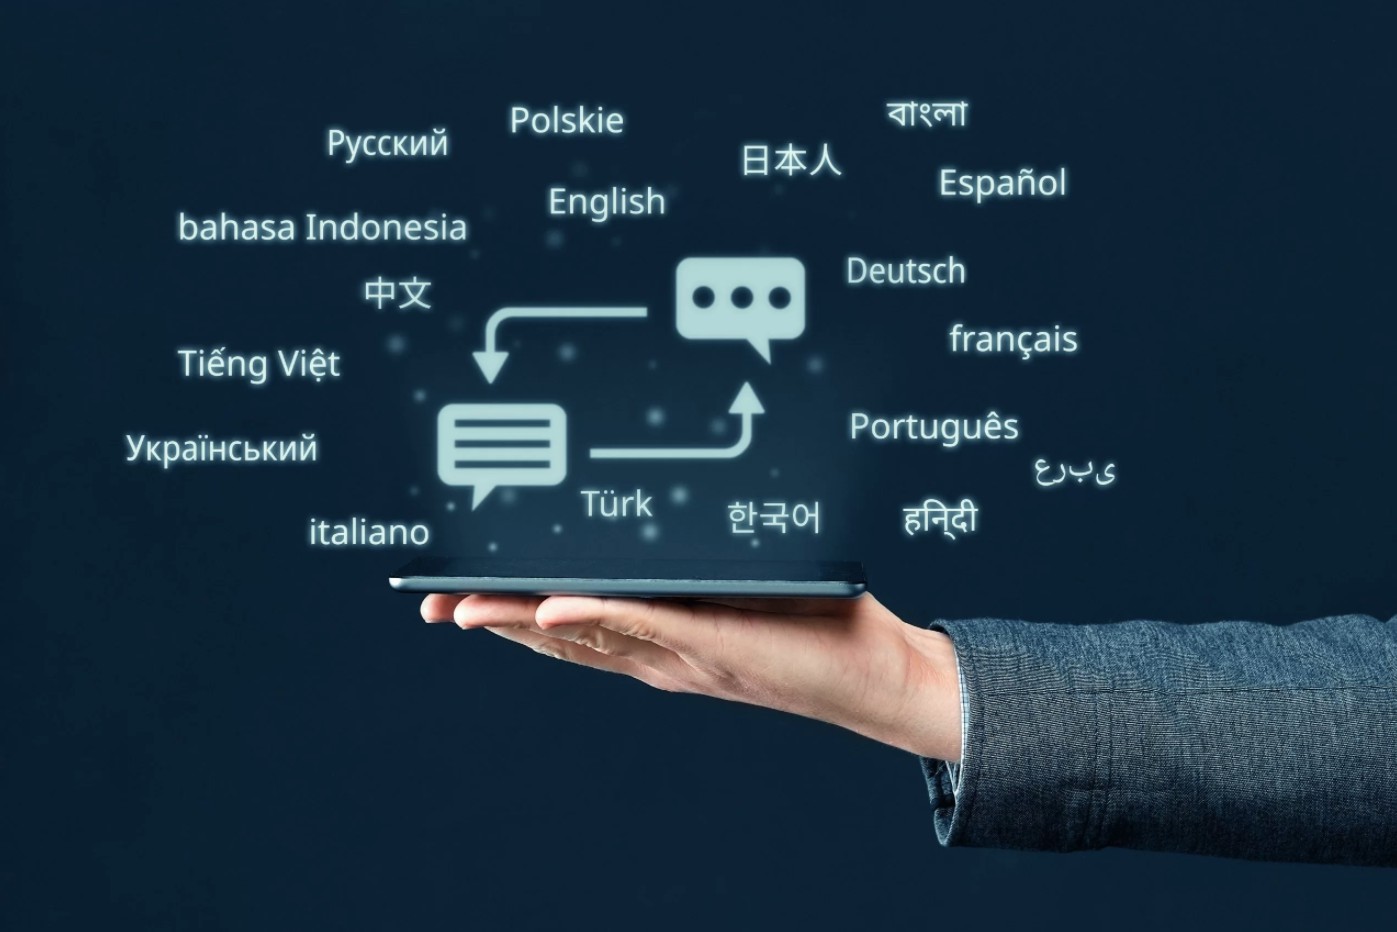 Polskie
বাংলা
Русский
日本人
Español
English
bahasa Indonesia
Deutsch
中文
français
Tiếng Việt
Português
Український
ىبرع
Türk
한국어
हिन्दी
italiano